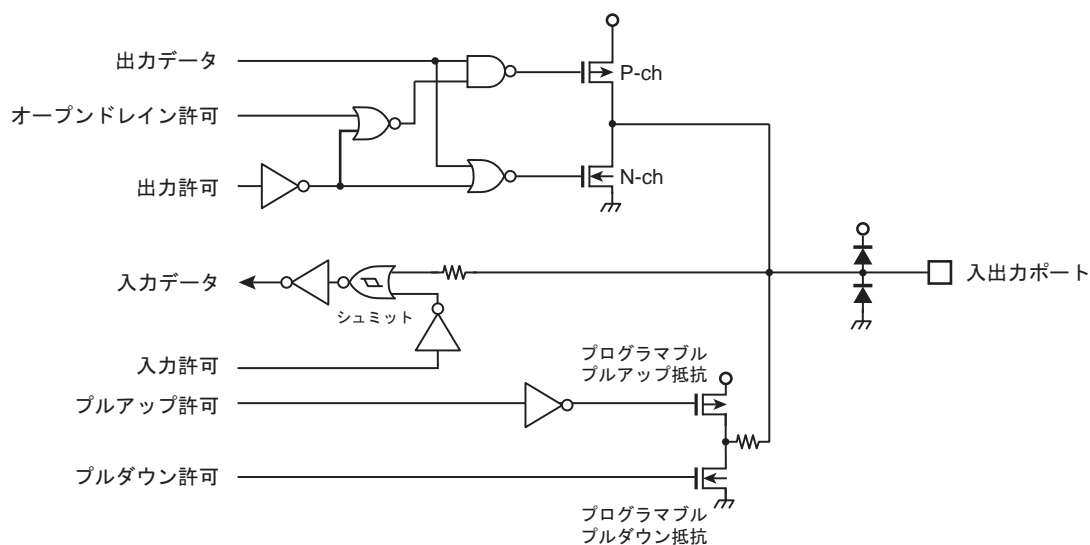 出力データ
P-ch
オープンドレイン許可
N-ch
出力許可
入力データ
シュミット
入出力ポート
入力許可
プログラマブル
プルアップ抵抗
プルアップ許可
プルダウン許可
プログラマブル
プルダウン抵抗